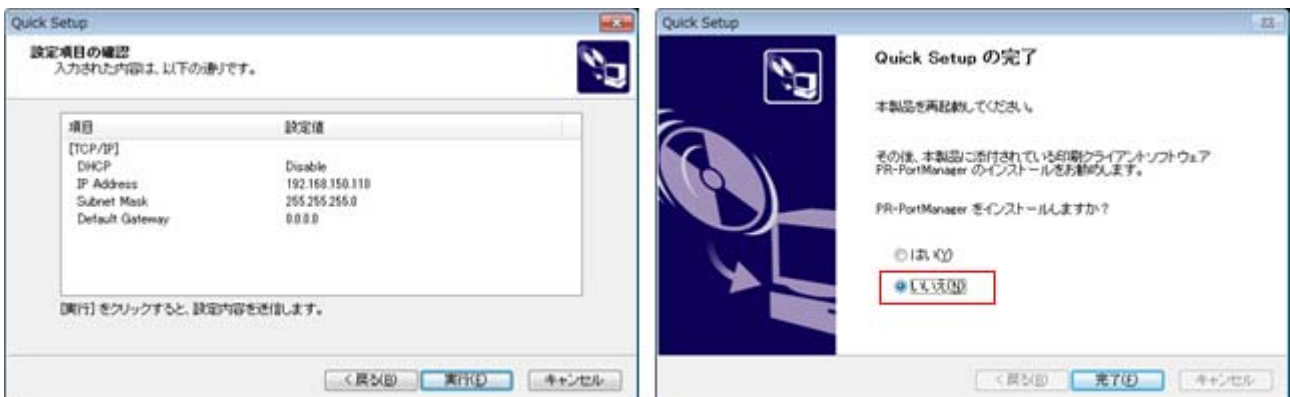 Quick Setup
設定項目の確認
入力された内容は、以下の通りです。
項目 設定値
[TCP/IP]
DHCP Disable
IP Address 192.168.150.110
Subnet Mask 255.255.255.0
Default Gateway 0.0.0.0
[実行] をクリックすると、設定内容を送信します。
< 戻る(B) 実行(E) キャンセル
Quick Setup
Quick Setup の完了
本製品を再起動してください。
その後、本製品に添付されている印刷クライアントソフトウェア
PR-PortManager のインストールをお勧めします。
PR-PortManager をインストールしますか?
はい(Y)
いいえ(N)
< 戻る(B) 完了(F) キャンセル